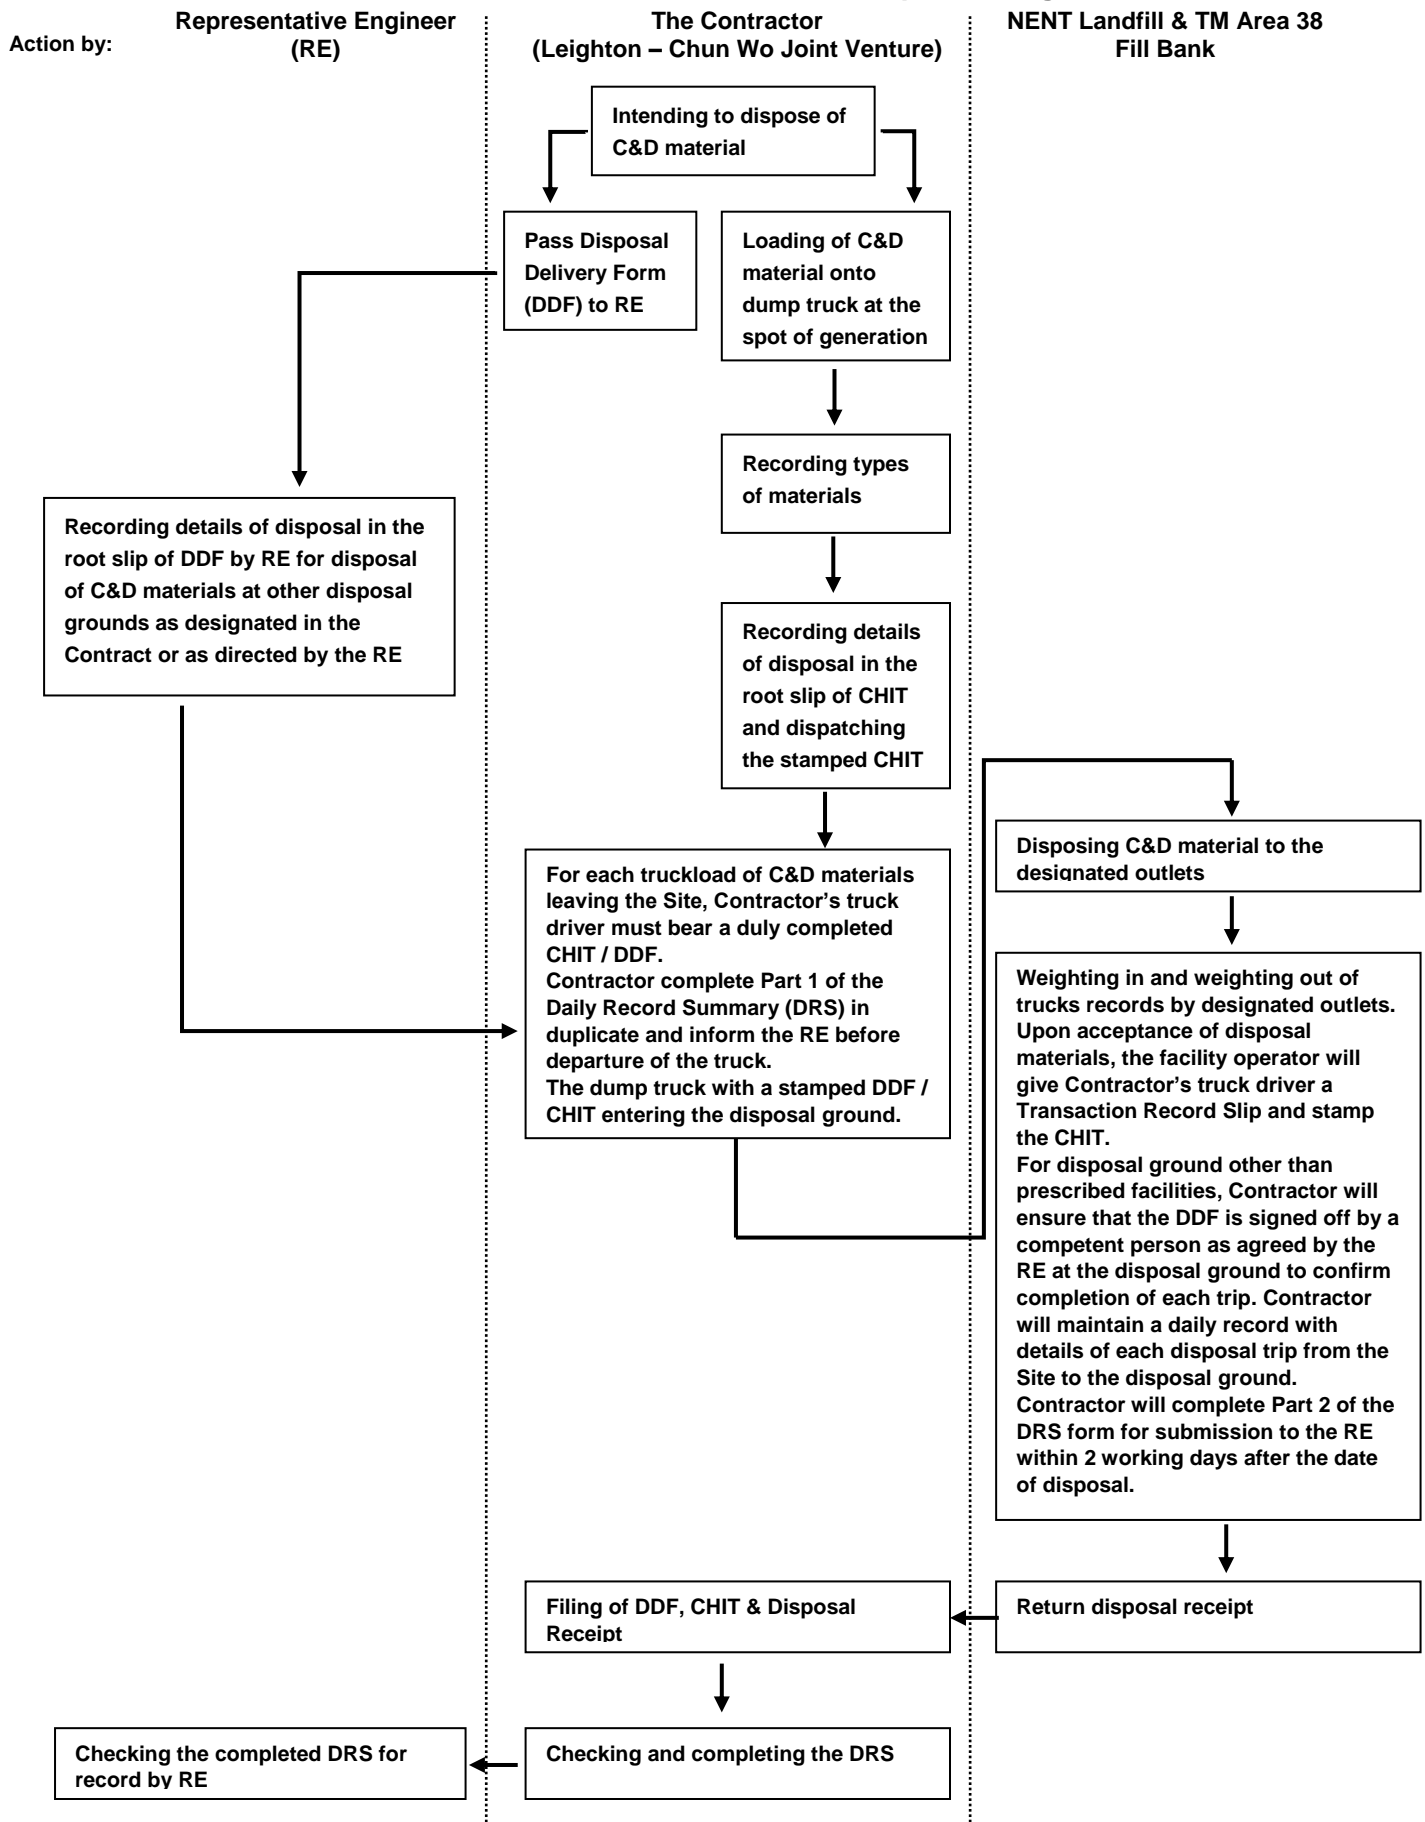 Action by:
Representative Engineer
(RE)
The Contractor
(Leighton – Chun Wo Joint Venture)
NENT Landfill & TM Area 38
Fill Bank
Intending to dispose of
C&D material
Pass Disposal
Delivery Form
(DDF) to RE
Loading of C&D
material onto
dump truck at the
spot of generation
Recording types
of materials
Recording details of disposal in the
root slip of DDF by RE for disposal
of C&D materials at other disposal
grounds as designated in the
Contract or as directed by the RE
Recording details
of disposal in the
root slip of CHIT
and dispatching
the stamped CHIT
For each truckload of C&D materials
leaving the Site, Contractor's truck
driver must bear a duly completed
CHIT / DDF.
Contractor complete Part 1 of the
Daily Record Summary (DRS) in
duplicate and inform the RE before
departure of the truck.
The dump truck with a stamped DDF /
CHIT entering the disposal ground.
Disposing C&D material to the
designated outlets
Weighting in and weighting out of
trucks records by designated outlets.
Upon acceptance of disposal
materials, the facility operator will
give Contractor's truck driver a
Transaction Record Slip and stamp
the CHIT.
For disposal ground other than
prescribed facilities, Contractor will
ensure that the DDF is signed off by a
competent person as agreed by the
RE at the disposal ground to confirm
completion of each trip. Contractor
will maintain a daily record with
details of each disposal trip from the
Site to the disposal ground.
Contractor will complete Part 2 of the
DRS form for submission to the RE
within 2 working days after the date
of disposal.
Return disposal receipt
Filing of DDF, CHIT & Disposal
Receipt
Checking and completing the DRS
Checking the completed DRS for
record by RE